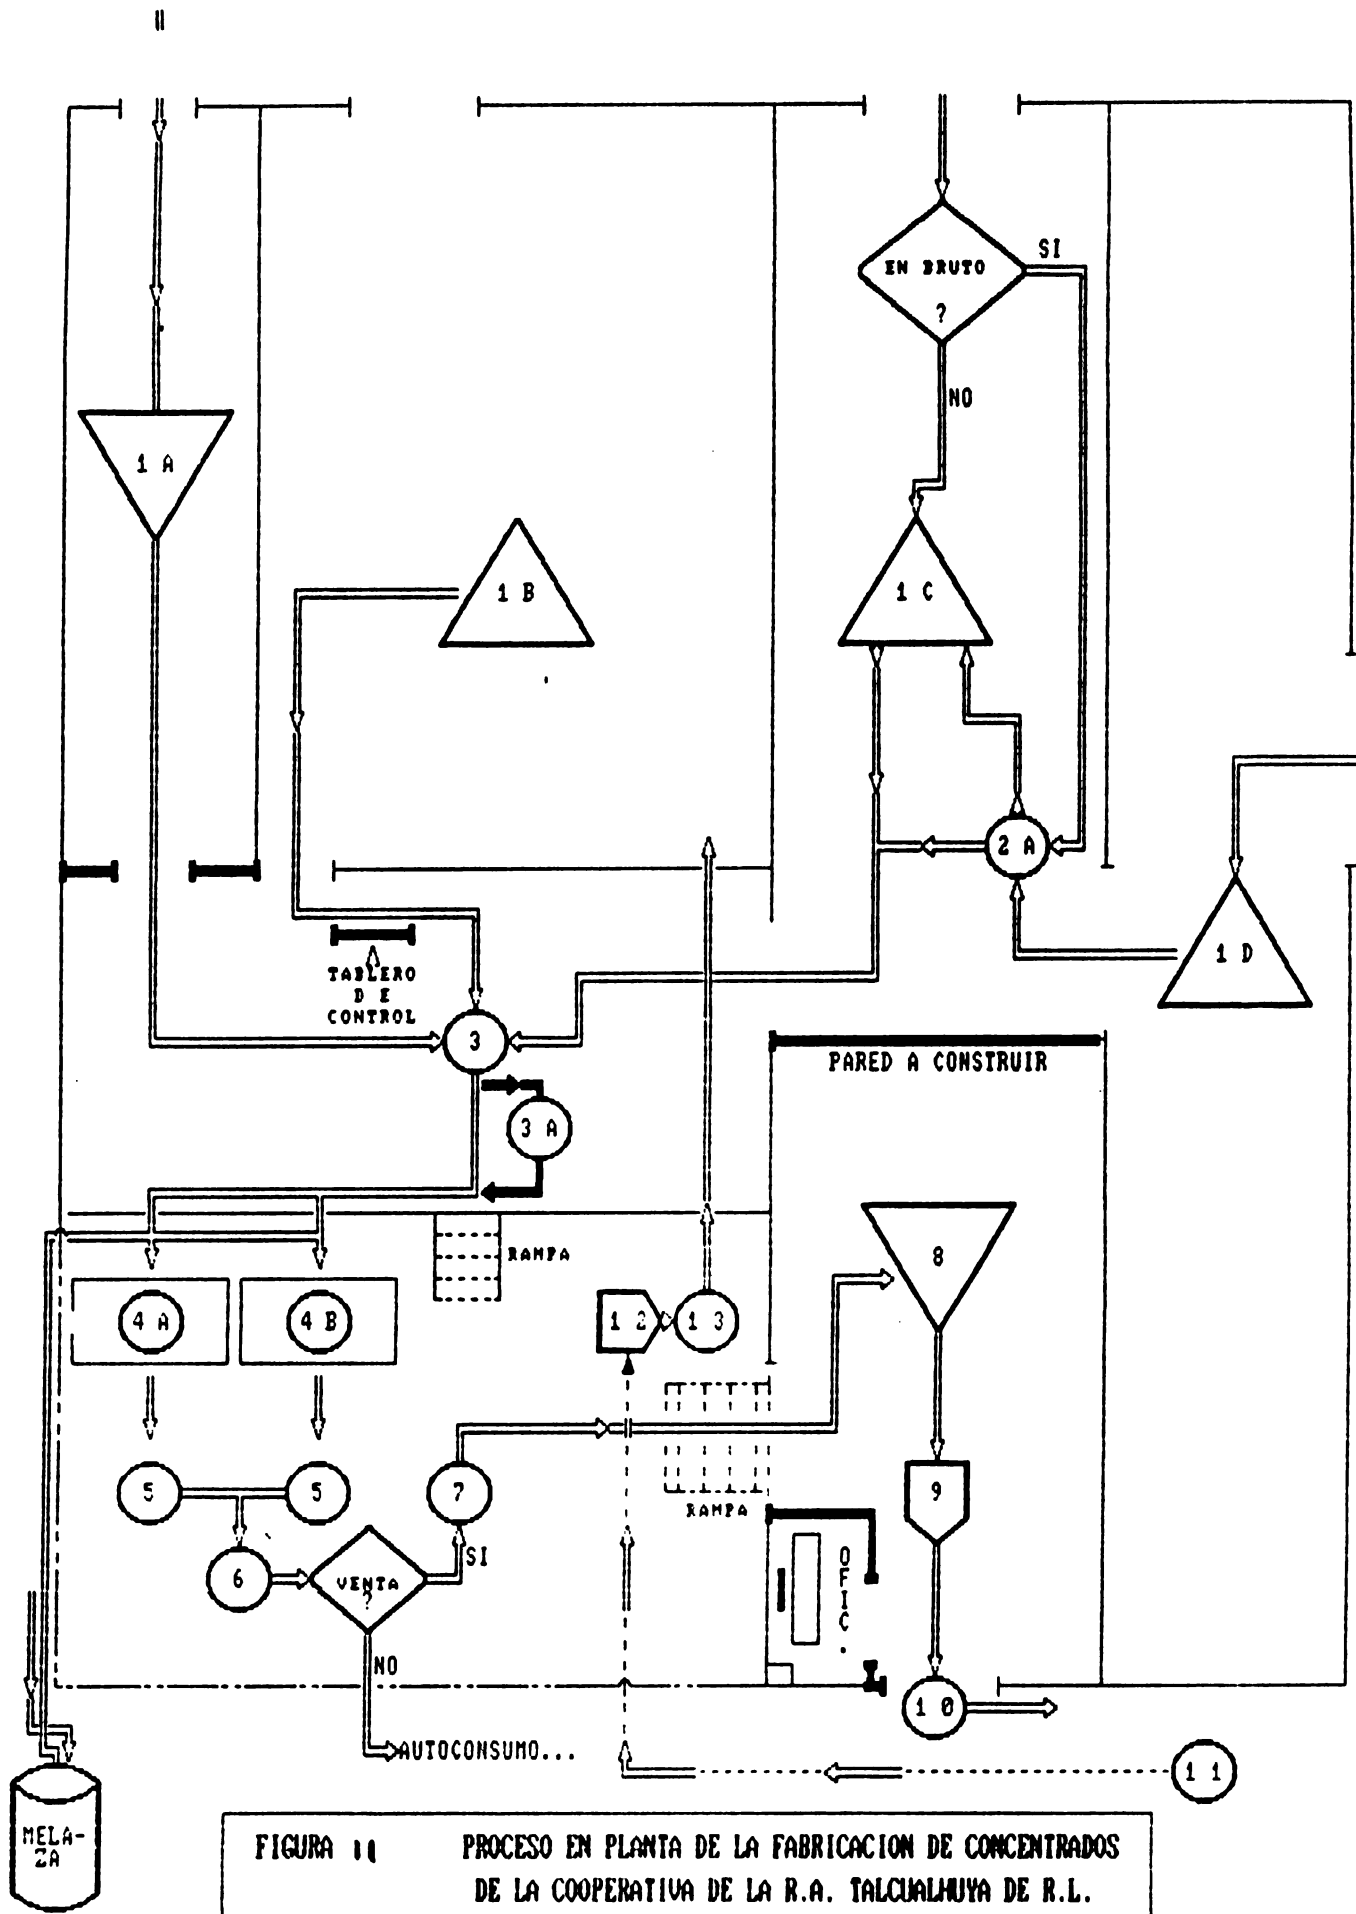 EN BRUTO
?
SI
NO
1 A
1 B
1 C
2 A
1 D
TABLERO
D E
CONTROL
3
PARED A CONSTRUIR
3 A
RAMPA
8
4 A
4 B
1 2
1 3
5
5
7
9
RAMPA
6
VENTA
?
SI
OFIC.
NO
1 0
AUTOCONSUMO...
1 1
MELA-
ZA
FIGURA 11
PROCESO EN PLANTA DE LA FABRICACION DE CONCENTRADOS
DE LA COOPERATIVA DE LA R.A. TALCUALHUYA DE R.L.